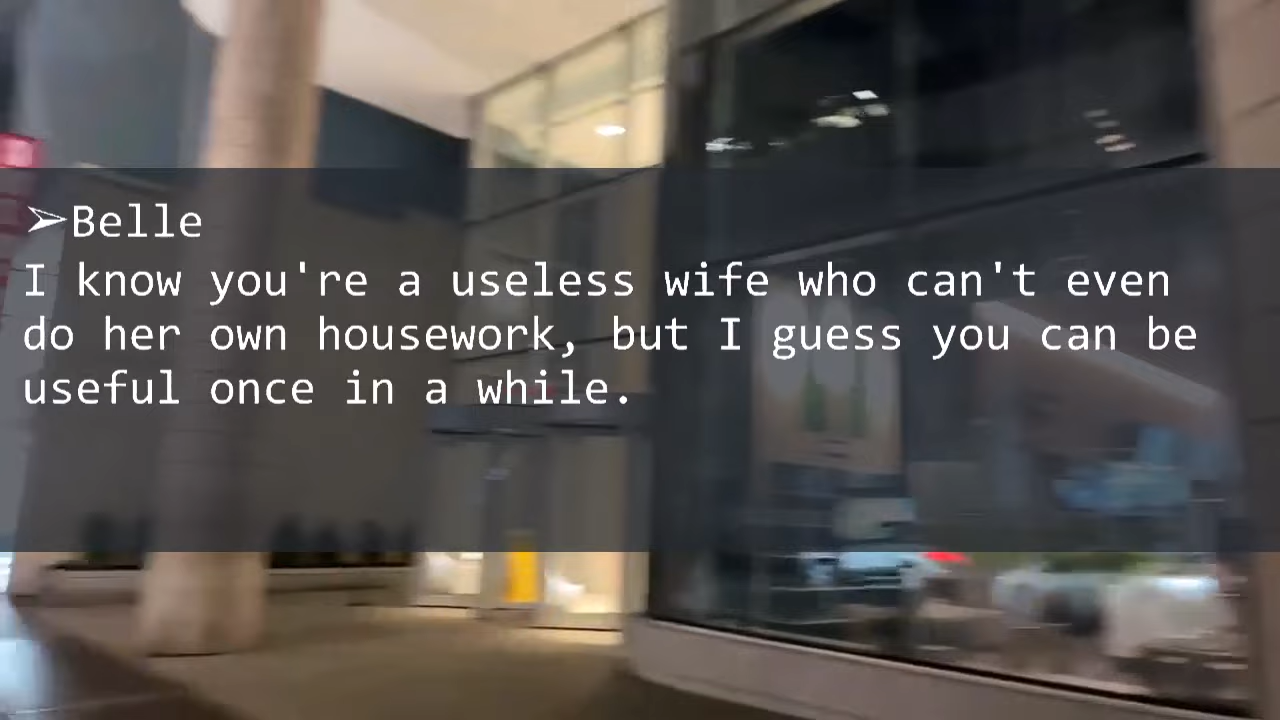 ➢Belle
I know you're a useless wife who can't even
do her own housework, but I guess you can be
useful once in a while.